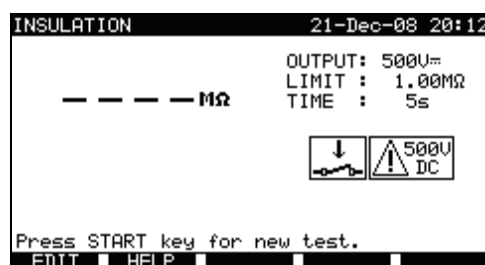 INSULATION 21-Dec-08 20:12
OUTPUT: 500V⎓
LIMIT : 1.00MΩ
– – – – MΩ
TIME : 5s
500V
DC
Press START key for new test.
EDIT HELP